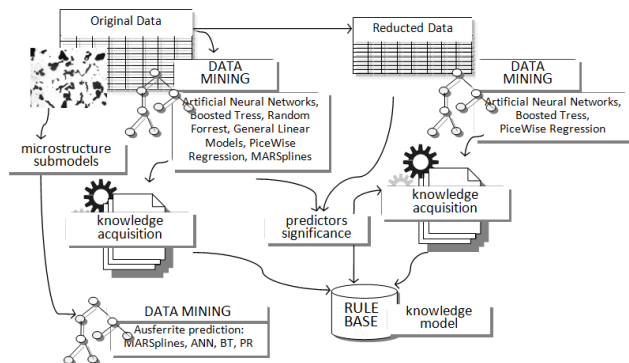 Original Data
Reducted Data
DATA
MINING
Artificial Neural Networks,
Boosted Tress, Random
Forrest, General Linear
Models, PiceWise
Regression, MARSplines
DATA
MINING
Artificial Neural Networks,
Boosted Tress,
PiceWise Regression
microstructure
submodels
knowledge
acquisition
predictors
significance
knowledge
acquisition
RULE
BASE
knowledge
model
DATA MINING
Ausferrite prediction:
MARSplines, ANN, BT, PR